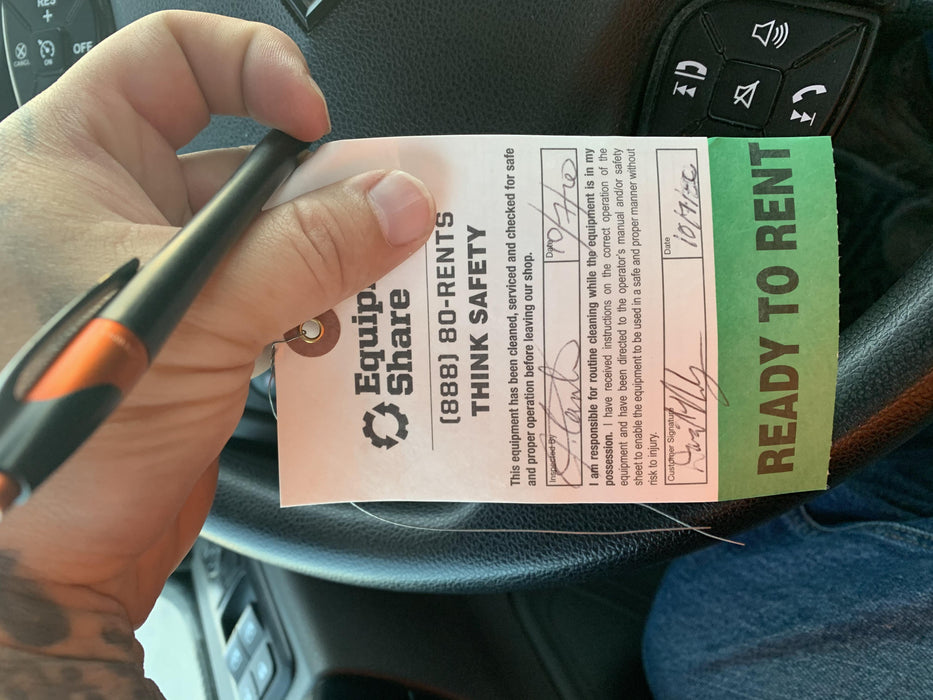 RES
+
CANCEL
ON
OFF
Equip
Share
(888) 80-RENTS
THINK SAFETY
This equipment has been cleaned, serviced and checked for safe
and proper operation before leaving our shop.
Inspected by
Date
I am responsible for routine cleaning while the equipment is in my
possession. I have received instructions on the correct operation of the
equipment and have been directed to the operator's manual and/or safety
sheet to enable the equipment to be used in a safe and proper manner without
risk to injury.
Customer Signature
Date
READY TO RENT